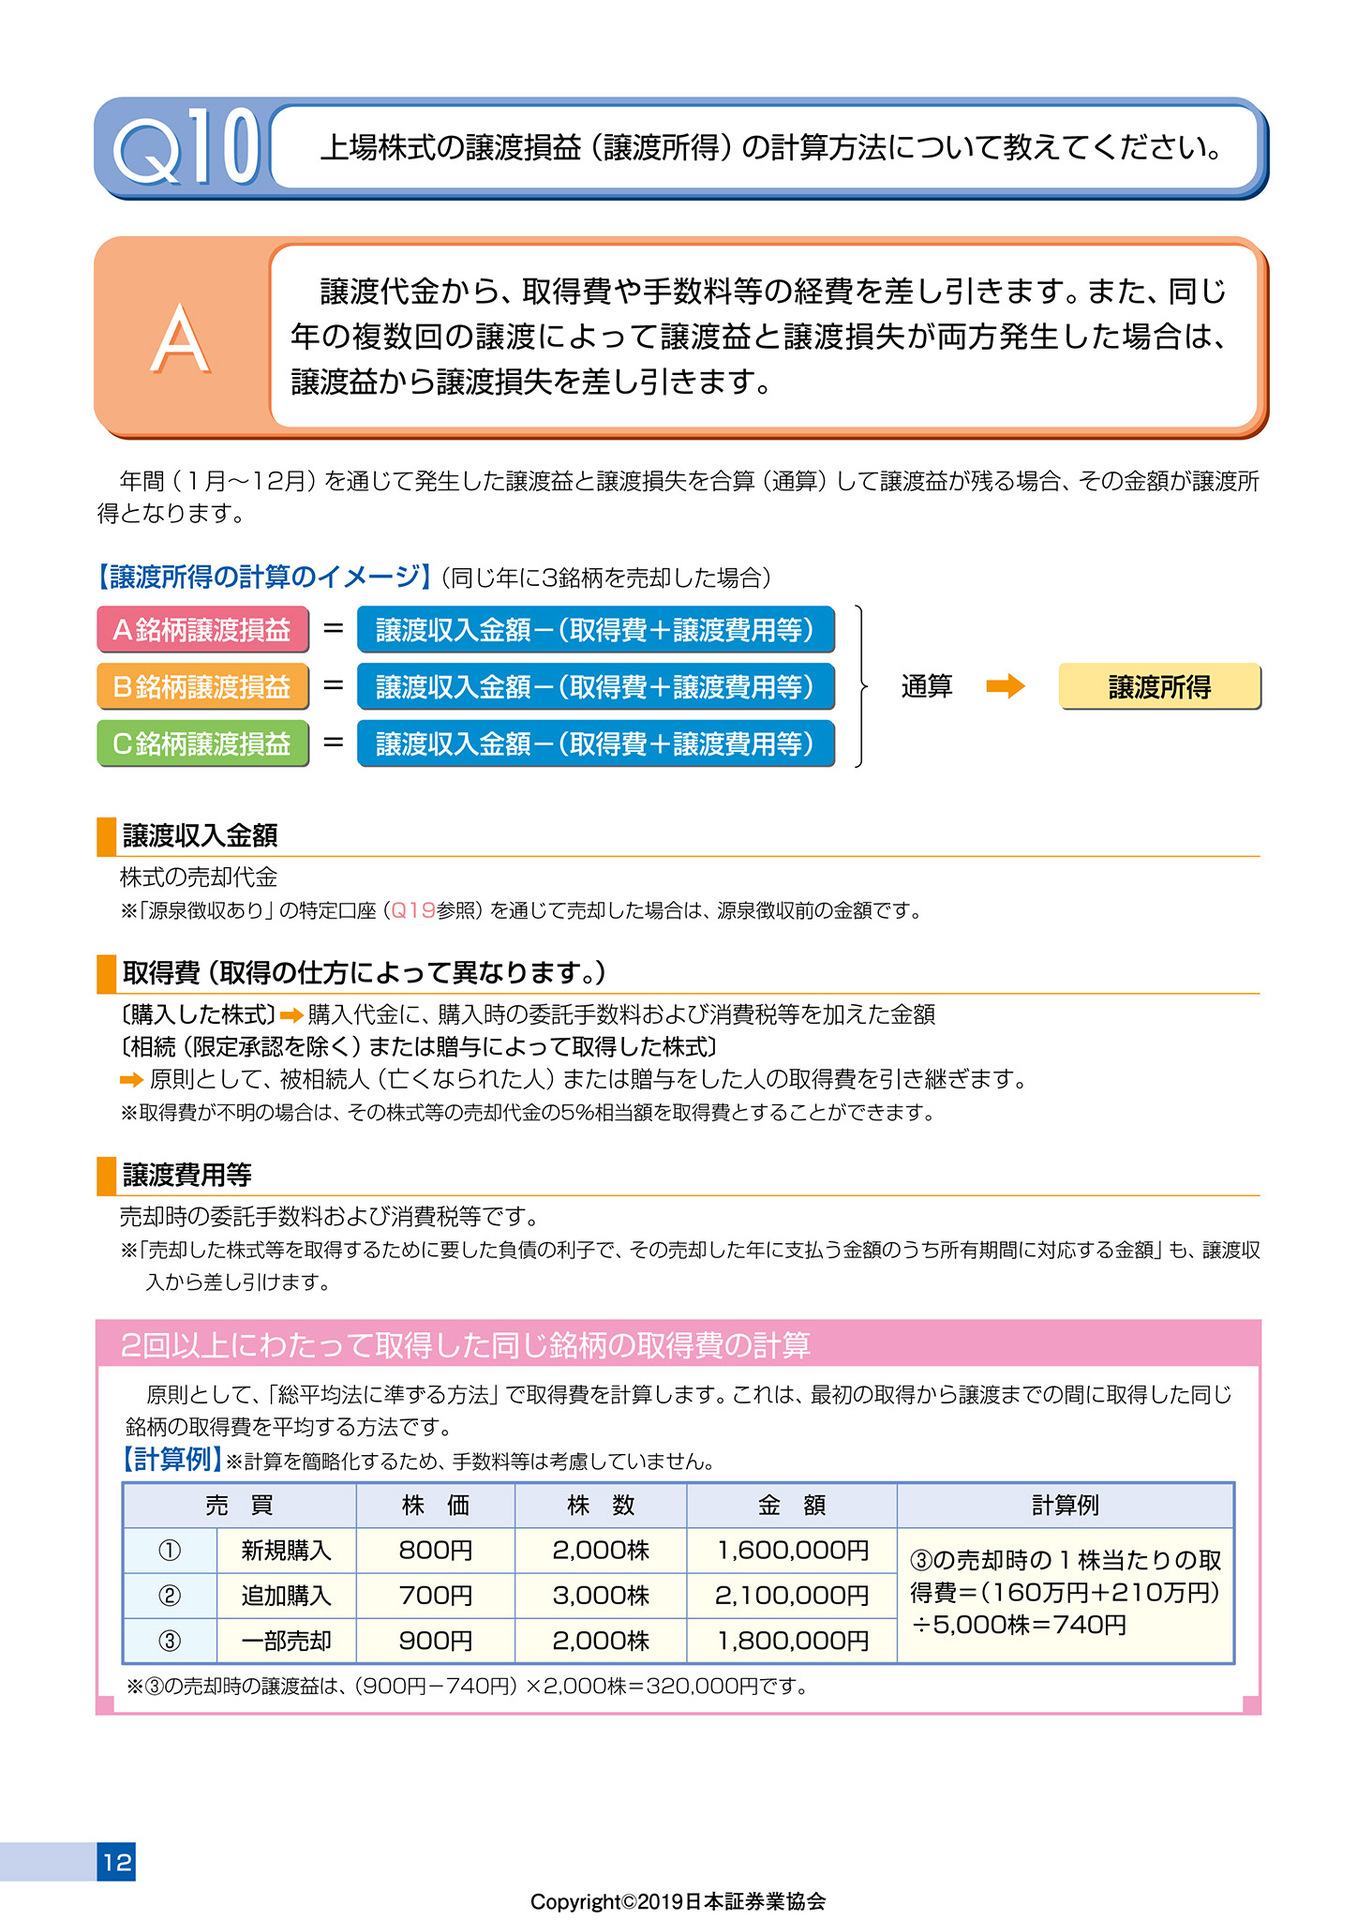 Q10
上場株式の譲渡損益（譲渡所得）の計算方法について教えてください。
A
譲渡代金から、取得費や手数料等の経費を差し引きます。また、同じ
年の複数回の譲渡によって譲渡益と譲渡損失が両方発生した場合は、
譲渡益から譲渡損失を差し引きます。
年間（1月～12月）を通じて発生した譲渡益と譲渡損失を合算（通算）して譲渡益が残る場合、その金額が譲渡所
得となります。
【譲渡所得の計算のイメージ】（同じ年に3銘柄を売却した場合）
A銘柄譲渡損益 ＝ 譲渡収入金額－（取得費＋譲渡費用等）
B銘柄譲渡損益 ＝ 譲渡収入金額－（取得費＋譲渡費用等） 通算 ➡ 譲渡所得
C銘柄譲渡損益 ＝ 譲渡収入金額－（取得費＋譲渡費用等）
譲渡収入金額
株式の売却代金
※「源泉徴収あり」の特定口座（Q19参照）を通じて売却した場合は、源泉徴収前の金額です。
取得費（取得の仕方によって異なります。）
〔購入した株式〕➡購入代金に、購入時の委託手数料および消費税等を加えた金額
〔相続（限定承認を除く）または贈与によって取得した株式〕
➡原則として、被相続人（亡くなられた人）または贈与をした人の取得費を引き継ぎます。
※取得費が不明の場合は、その株式等の売却代金の5％相当額を取得費とすることができます。
譲渡費用等
売却時の委託手数料および消費税等です。
※「売却した株式等を取得するために要した負債の利子で、その売却した年に支払う金額のうち所有期間に対応する金額」も、譲渡収
入から差し引けます。
2回以上にわたって取得した同じ銘柄の取得費の計算
原則として、「総平均法に準ずる方法」で取得費を計算します。これは、最初の取得から譲渡までの間に取得した同じ
銘柄の取得費を平均する方法です。
【計算例】※計算を簡略化するため、手数料等は考慮していません。
売 買 株 価 株 数 金 額 計算例
① 新規購入 800円 2,000株 1,600,000円
② 追加購入 700円 3,000株 2,100,000円
③ 一部売却 900円 2,000株 1,800,000円
③の売却時の1株当たりの取
得費＝（160万円＋210万円）
÷5,000株＝740円
※③の売却時の譲渡益は、（900円－740円）×2,000株＝320,000円です。
12
Copyright©2019日本証券業協会